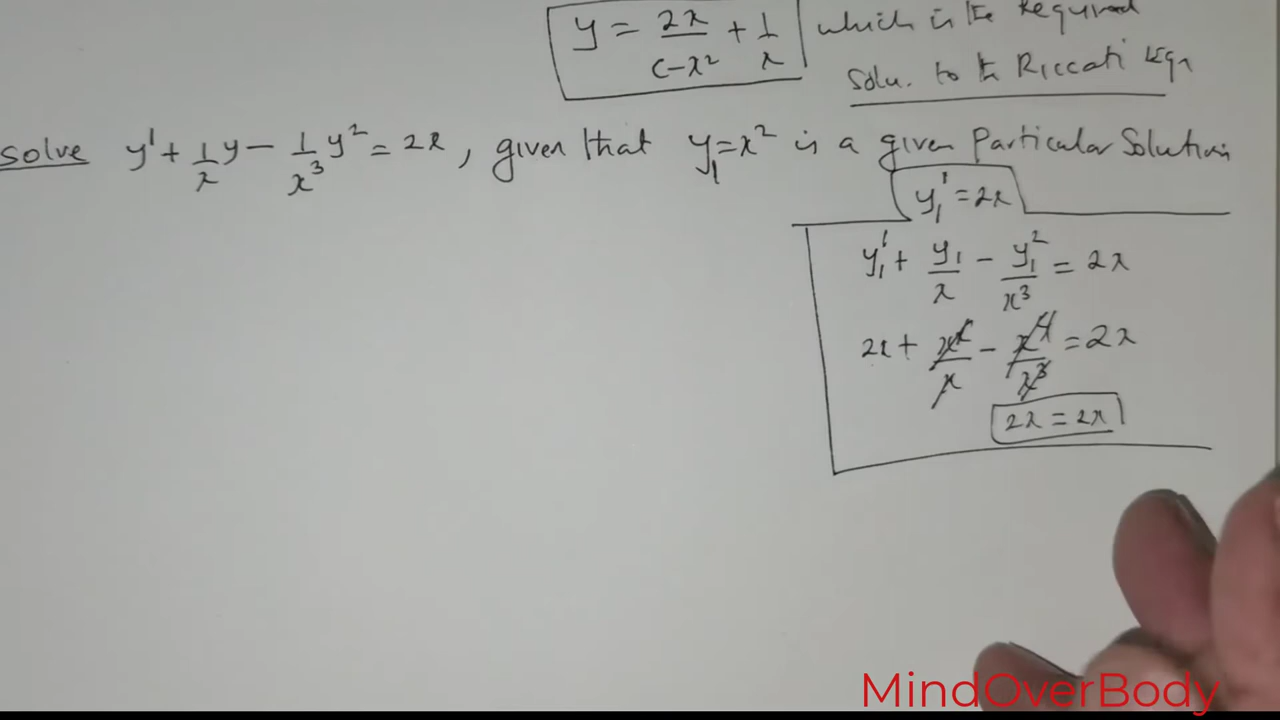 y = 2x/(c-x²) + 1/x which is the required
solu. to the Riccati Eqn
solve y' + 1/x y - 1/x³ y² = 2x, given that y₁=x² is a given Particular Solution
y₁' = 2x
y₁' + y₁/x - y₁²/x³ = 2x
2x + x²/x - x⁴/x³ = 2x
2x = 2x
MindOverBody